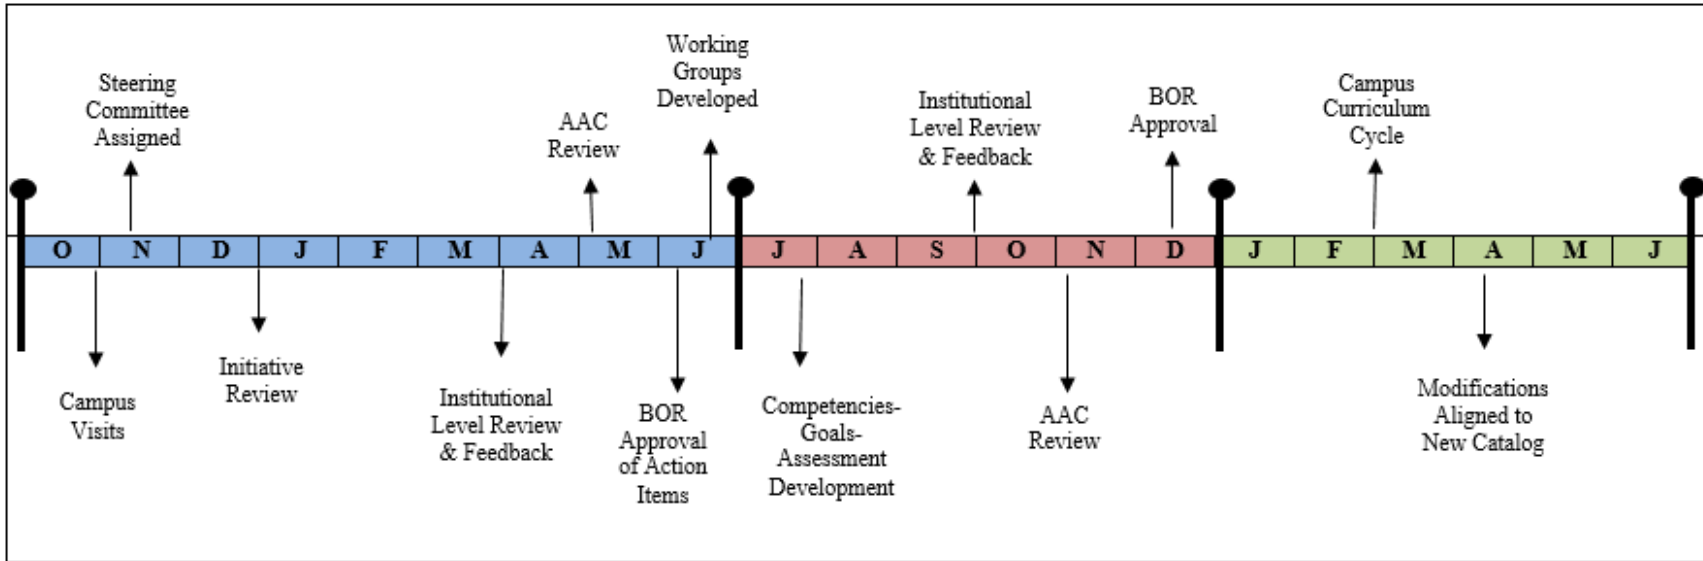 Steering
Committee
Assigned
AAC
Review
Working
Groups
Developed
Institutional
Level Review
& Feedback
BOR
Approval
Campus
Curriculum
Cycle
O N D J F M A M J J A S O N D J F M A M J
Campus
Visits
Initiative
Review
Institutional
Level Review
& Feedback
BOR
Approval
of Action
Items
Competencies-
Goals-
Assessment
Development
AAC
Review
Modifications
Aligned to
New Catalog